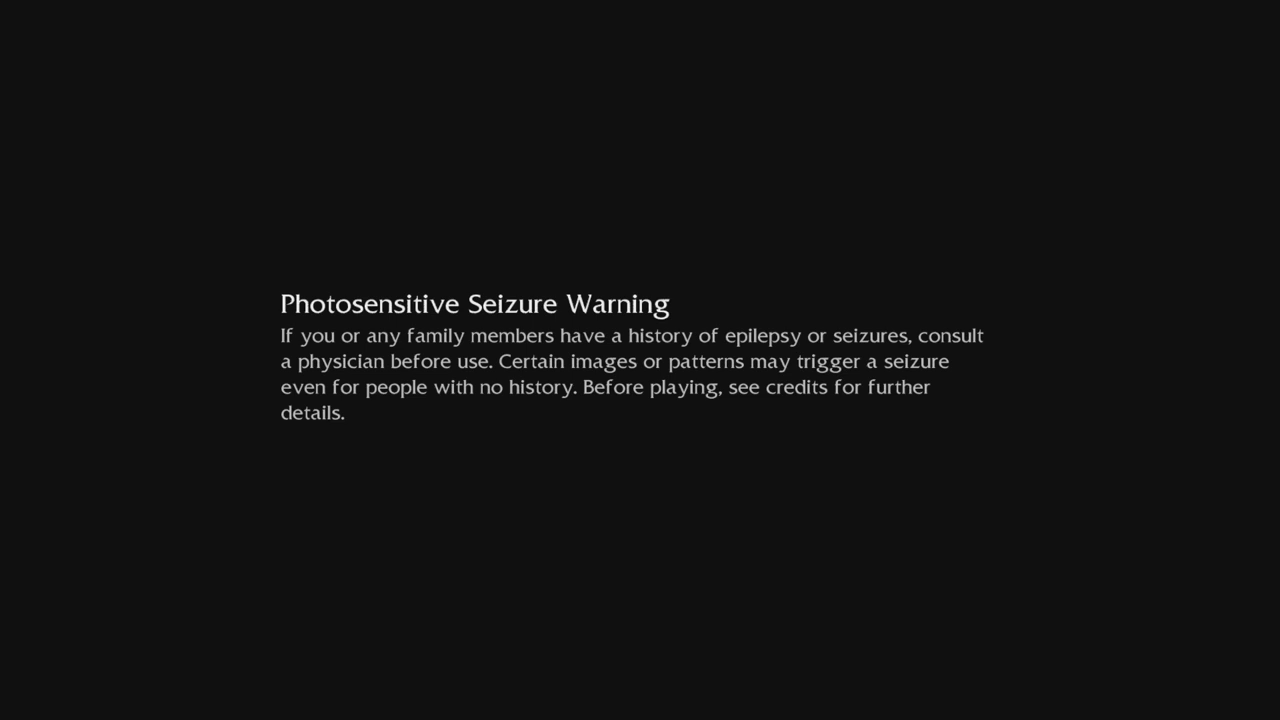 Photosensitive Seizure Warning
If you or any family members have a history of epilepsy or seizures, consult
a physician before use. Certain images or patterns may trigger a seizure
even for people with no history. Before playing, see credits for further
details.